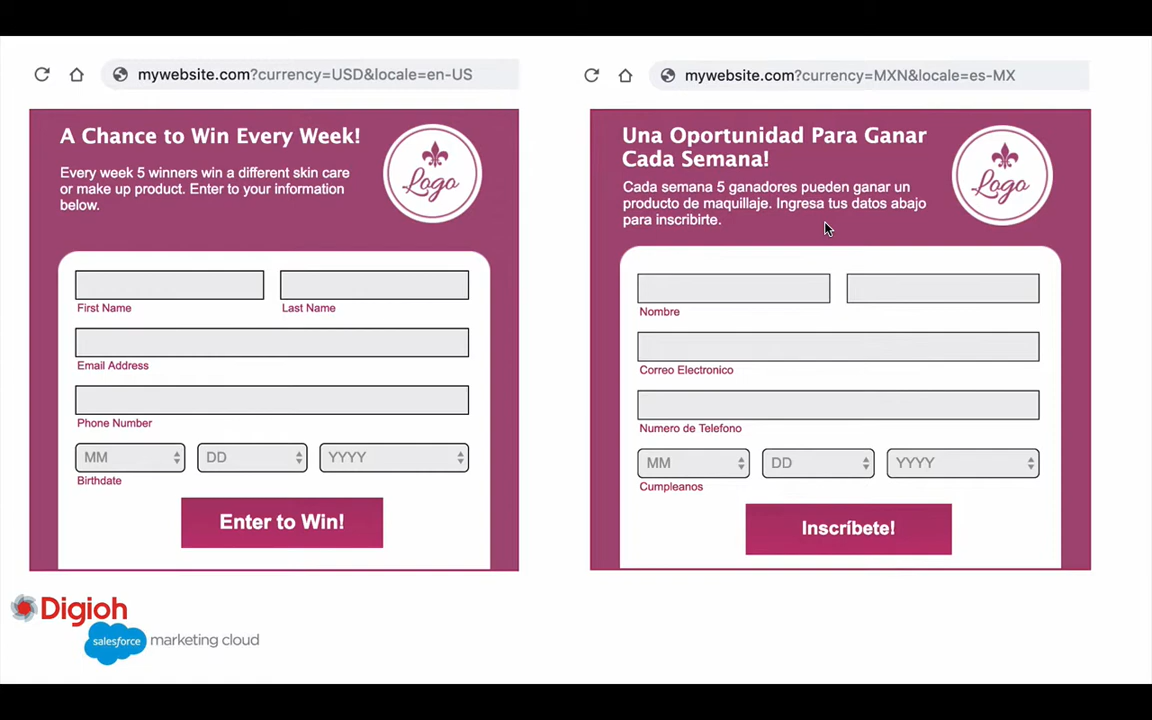 mywebsite.com?currency=USD&locale=en-US
A Chance to Win Every Week!
Every week 5 winners win a different skin care
or make up product. Enter to your information
below.
Logo
First Name
Last Name
Email Address
Phone Number
MM
DD
YYYY
Birthdate
Enter to Win!
mywebsite.com?currency=MXN&locale=es-MX
Una Oportunidad Para Ganar
Cada Semana!
Cada semana 5 ganadores pueden ganar un
producto de maquillaje. Ingresa tus datos abajo
para inscribirte.
Logo
Nombre
Correo Electronico
Numero de Telefono
MM
DD
YYYY
Cumpleanos
Inscríbete!
Digioh
salesforce marketing cloud